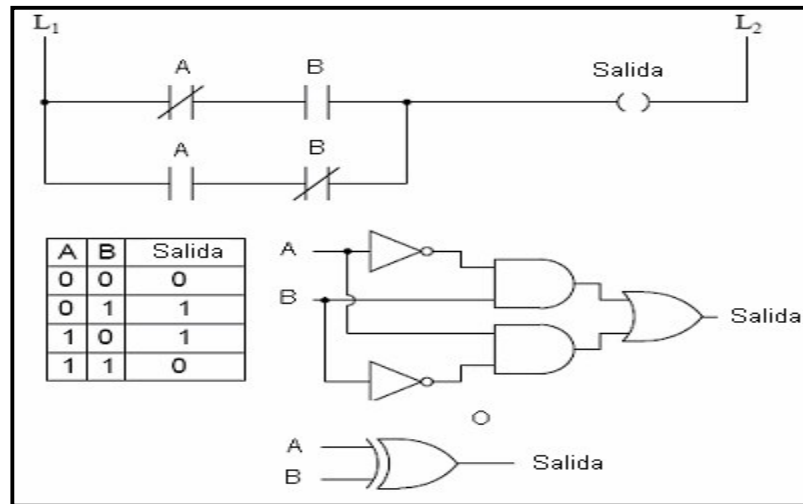 L₁ L₂
A B Salida
A B
A B Salida
0 0 0
0 1 1
1 0 1
1 1 0
A
B
Salida
O
A
B
Salida